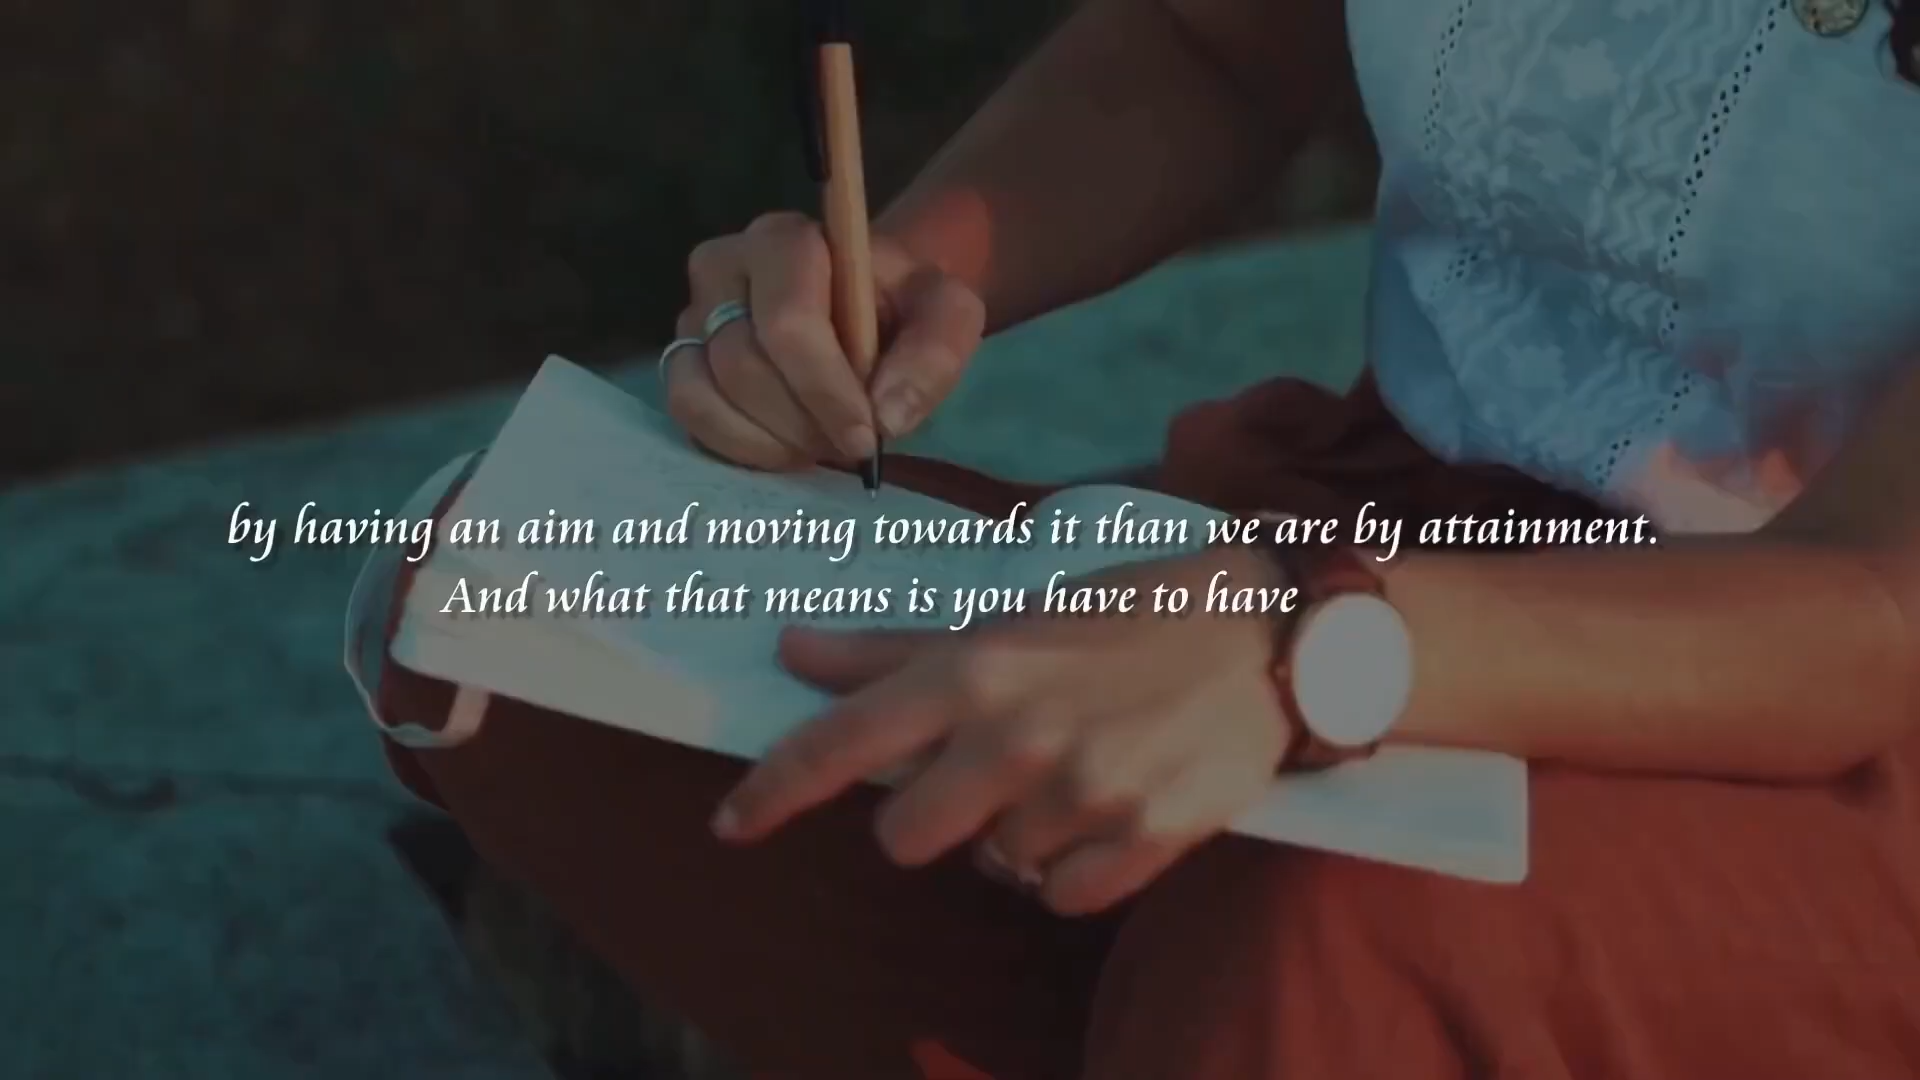 by having an aim and moving towards it than we are by attainment.
And what that means is you have to have